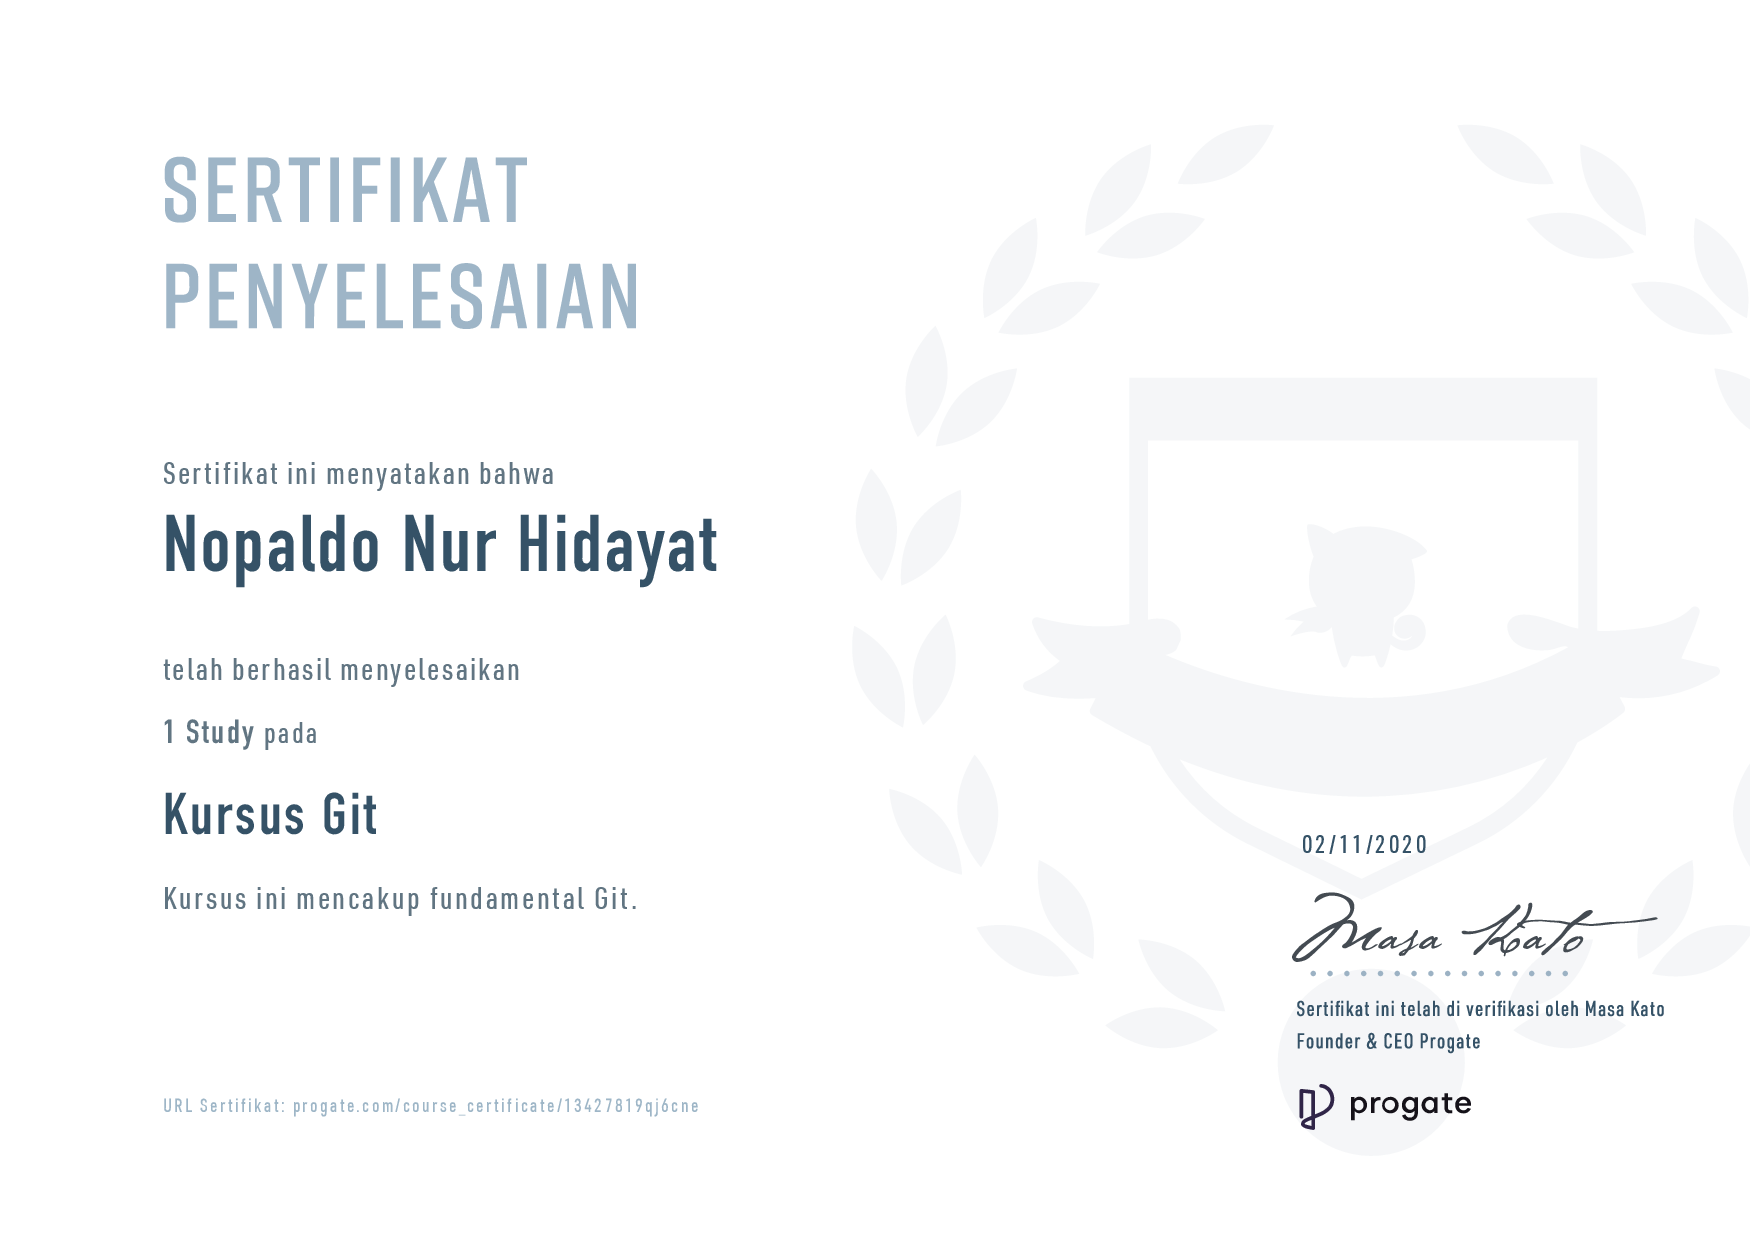 SERTIFIKAT
PENYELESAIAN
Sertifikat ini menyatakan bahwa
Nopaldo Nur Hidayat
telah berhasil menyelesaikan
1 Study pada
Kursus Git
Kursus ini mencakup fundamental Git.
02/11/2020
Masa Kato
Sertifikat ini telah di verifikasi oleh Masa Kato
Founder & CEO Progate
URL Sertifikat: progate.com/course_certificate/13427819qj6cne
progate